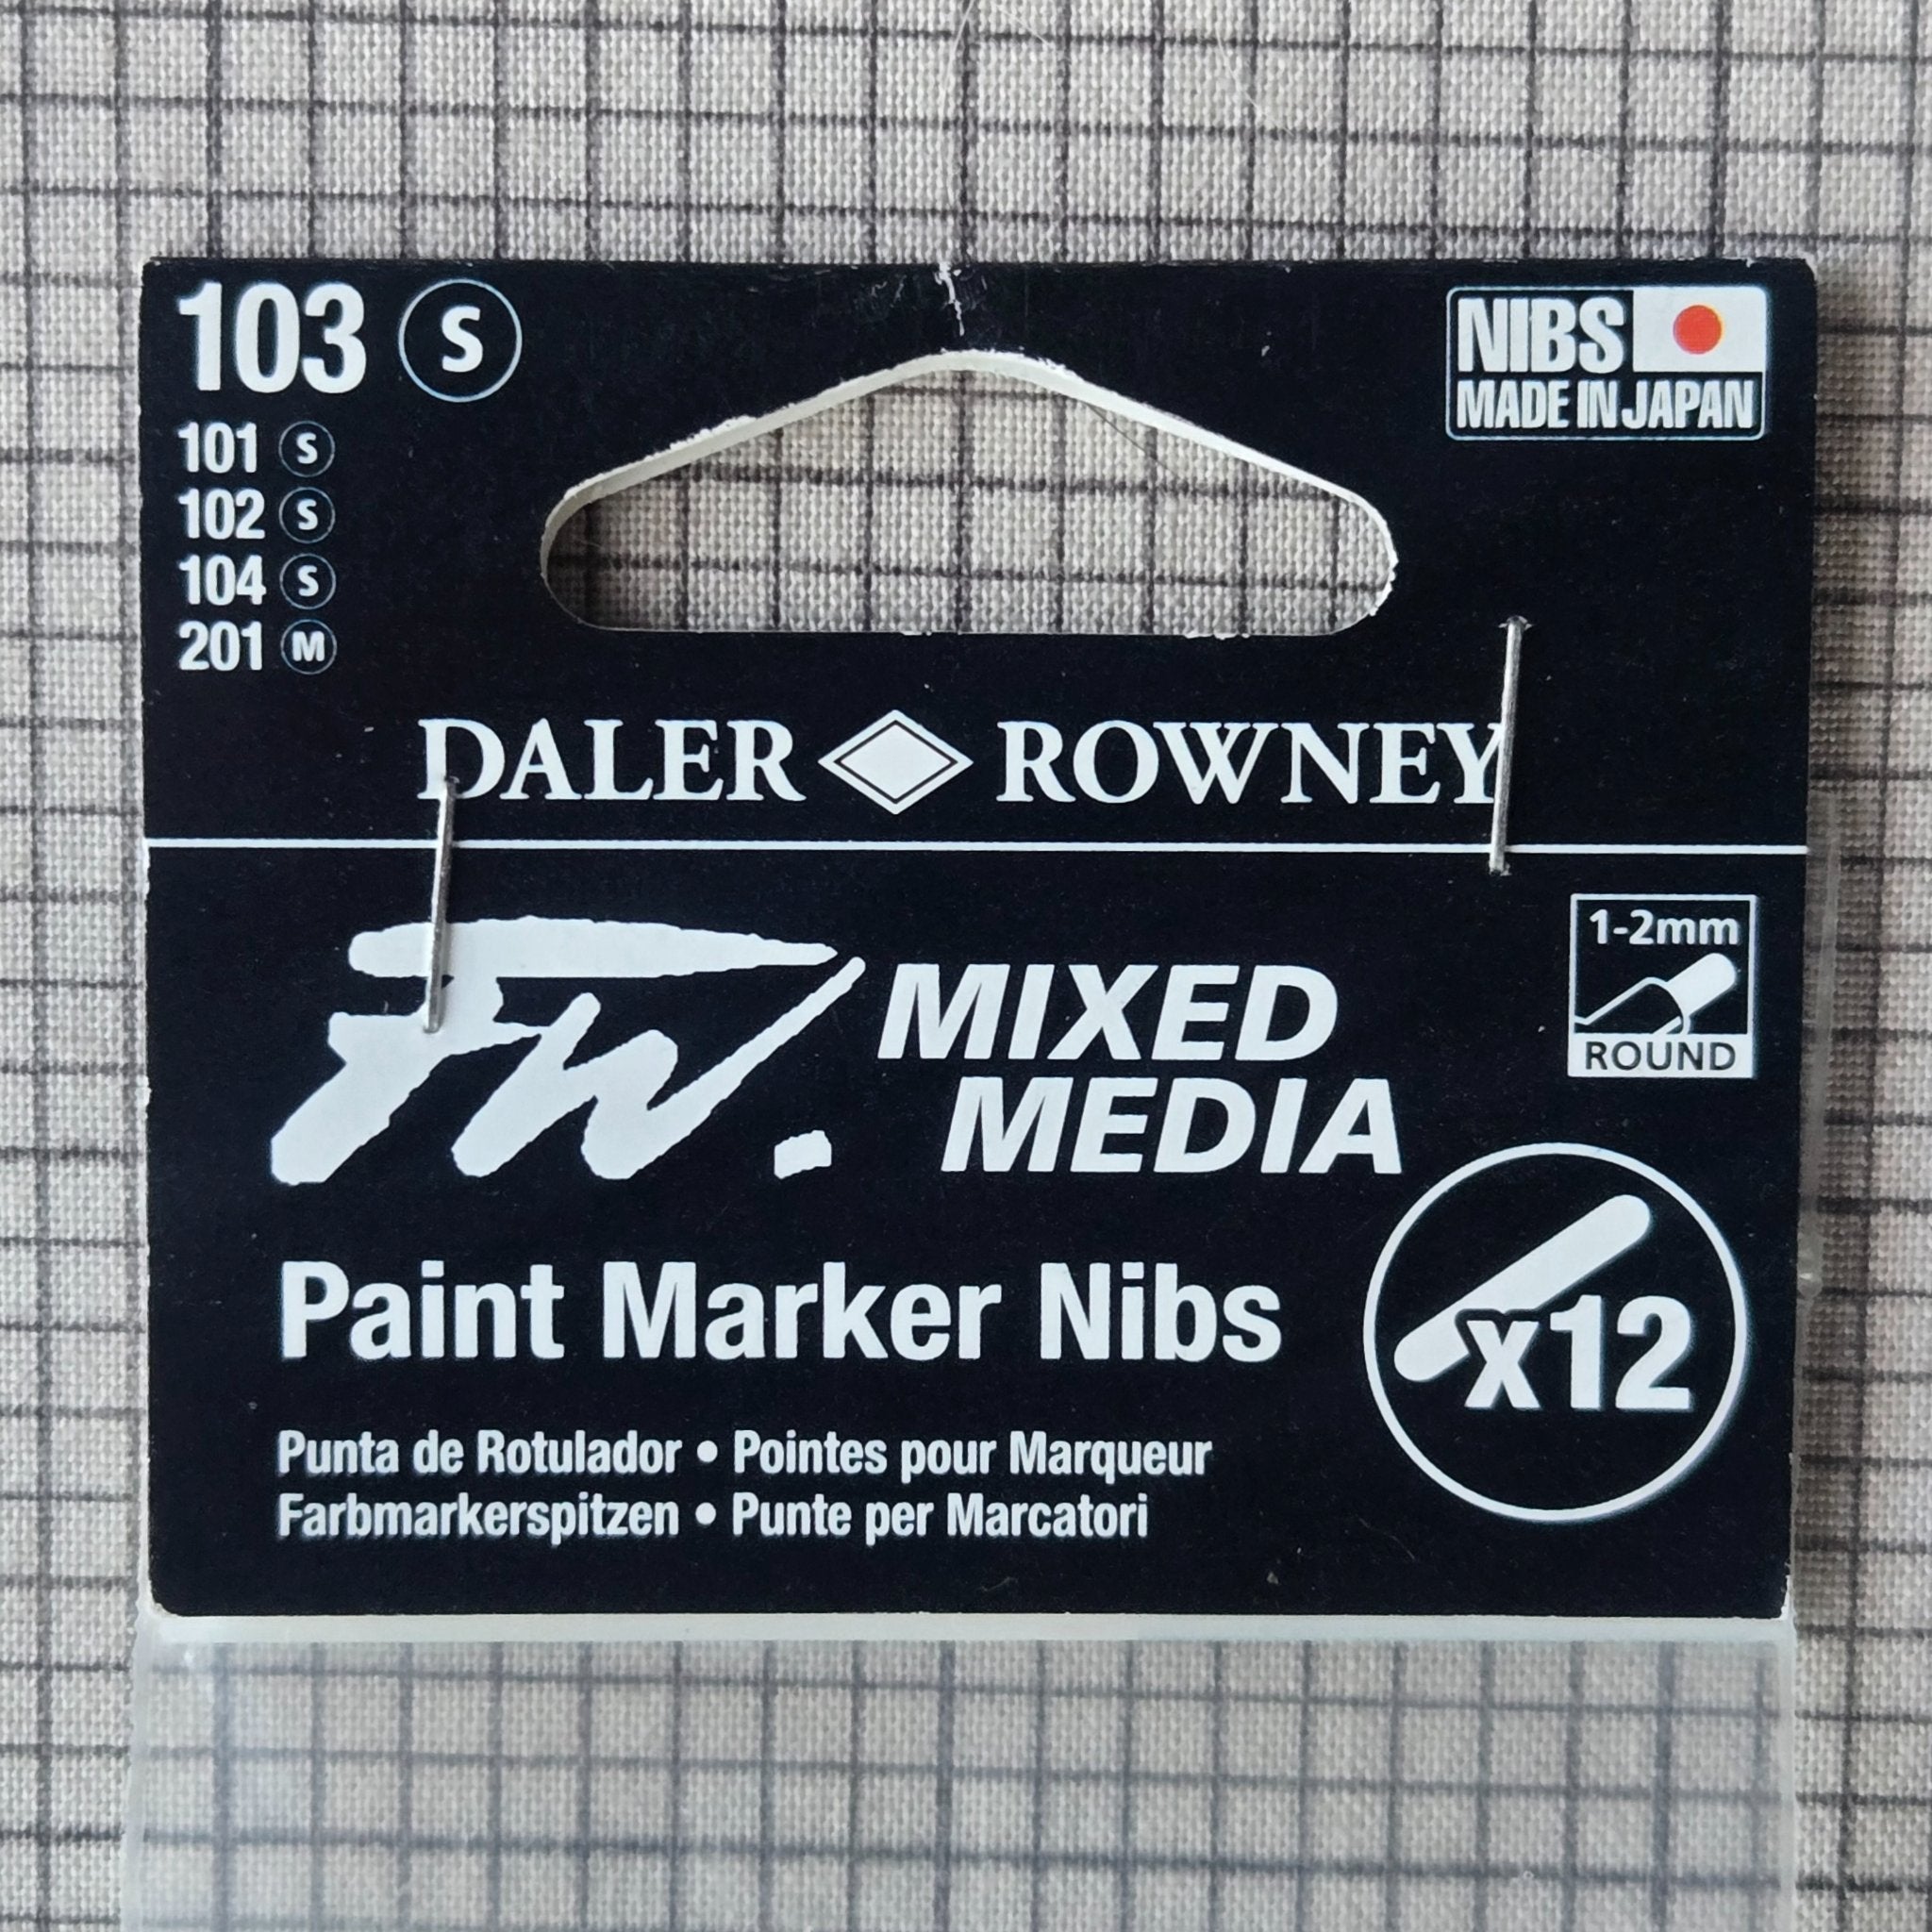 103 S
101 S
102 S
104 S
201 M
NIBS
MADE IN JAPAN
DALER ROWNEY
FW. MIXED
MEDIA
1-2mm
ROUND
Paint Marker Nibs
x12
Punta de Rotulador • Pointes pour Marqueur
Farbmarkerspitzen • Punte per Marcatori